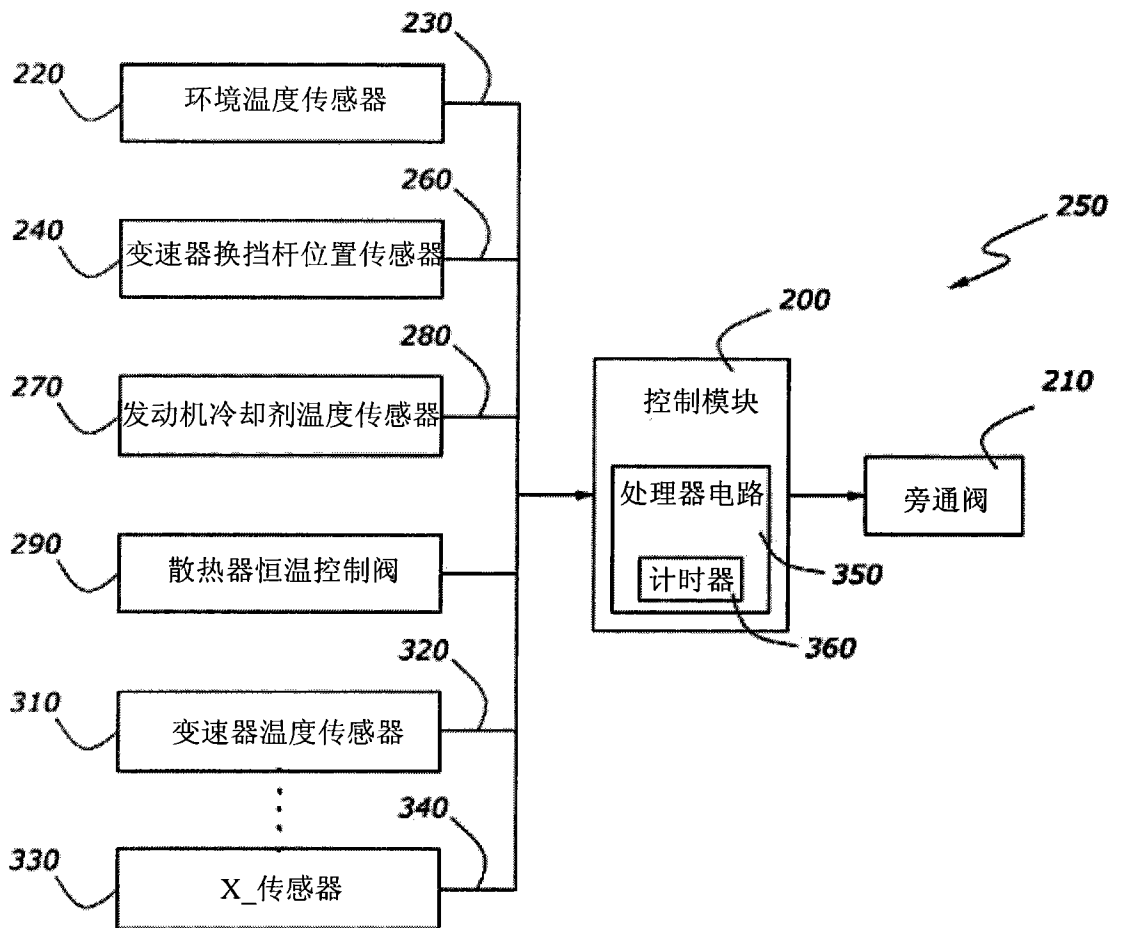 230
220
环境温度传感器
260
240
变速器换挡杆位置传感器
250
200
280
270
发动机冷却剂温度传感器
控制模块
210
处理器电路
旁通阀
290
散热器恒温控制阀
350
计时器
320
360
310
变速器温度传感器
340
330
X_传感器